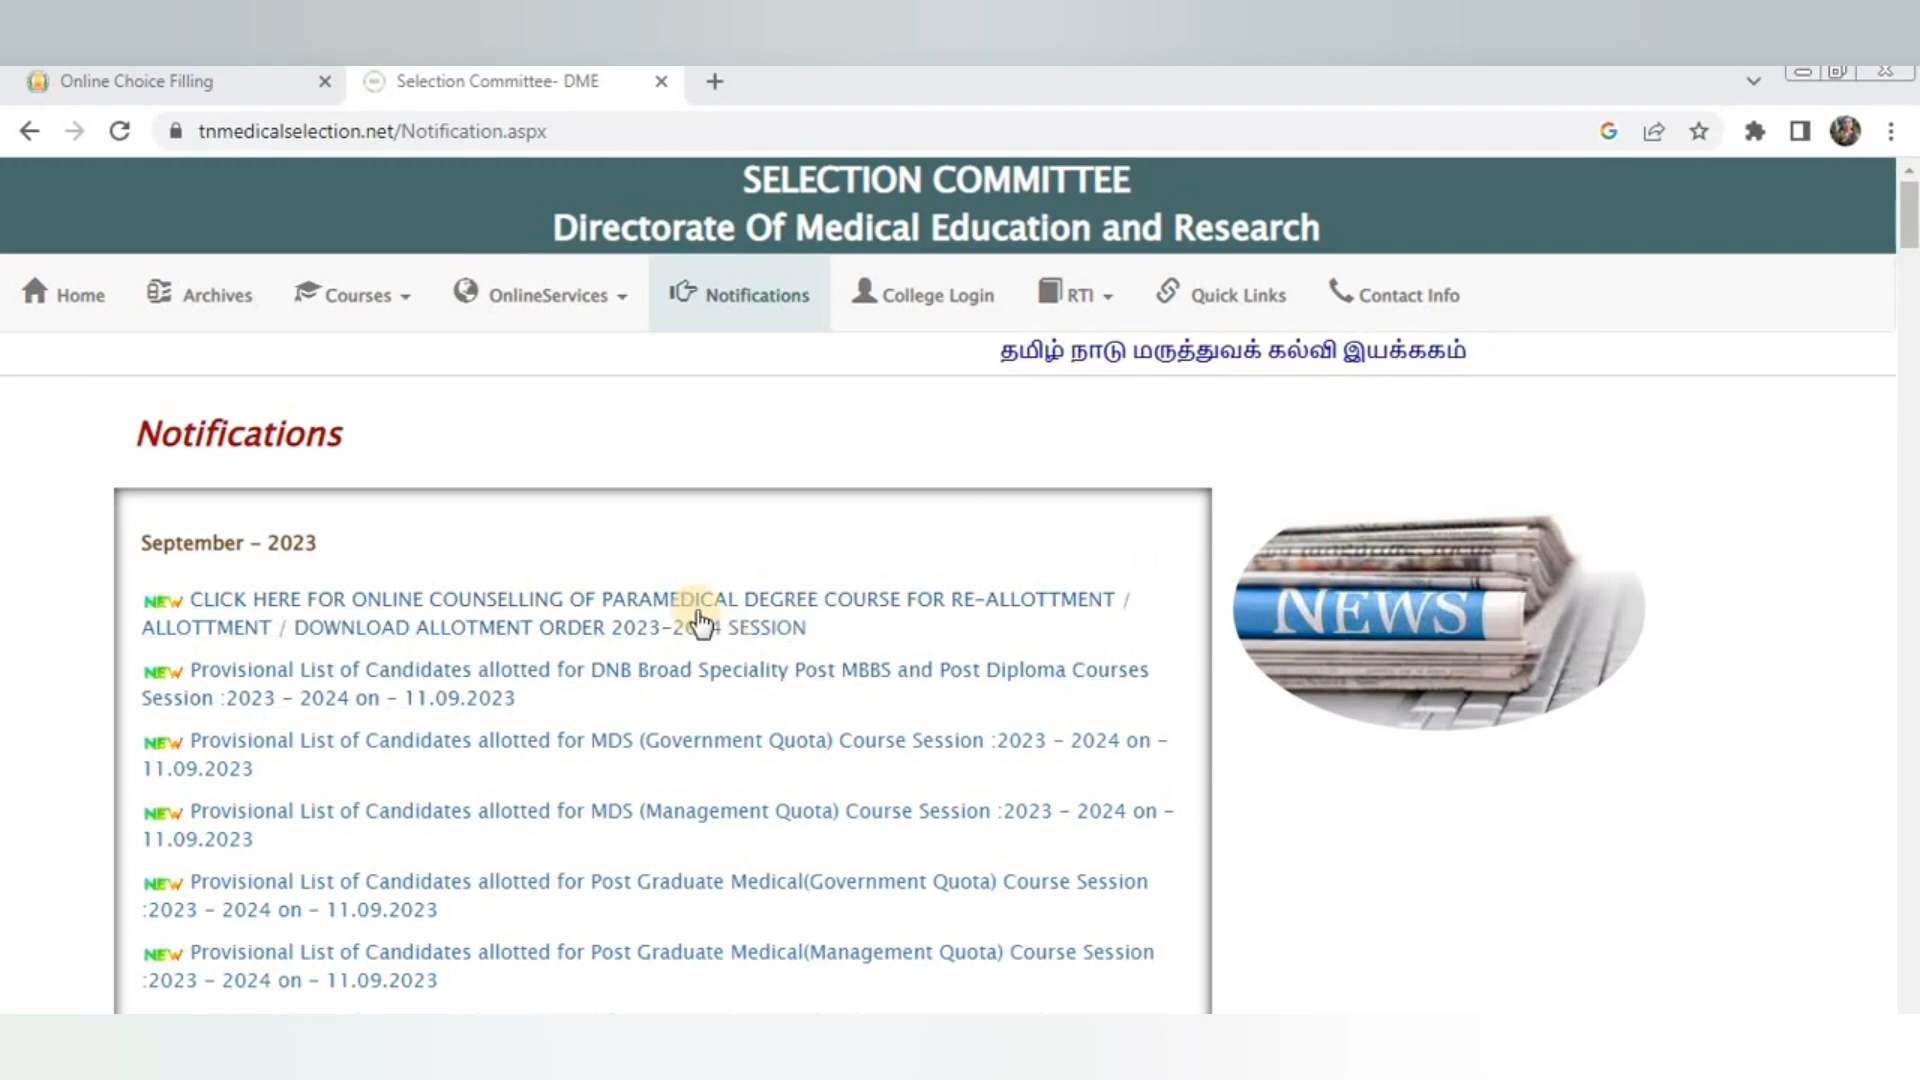 Online Choice Filling
Selection Committee- DME
tnmedicalselection.net/Notification.aspx
SELECTION COMMITTEE
Directorate Of Medical Education and Research
Home Archives Courses OnlineServices Notifications College Login RTI Quick Links Contact Info
தமிழ் நாடு மருத்துவக் கல்வி இயக்ககம்
Notifications
September – 2023
NEW CLICK HERE FOR ONLINE COUNSELLING OF PARAMEDICAL DEGREE COURSE FOR RE-ALLOTTMENT /
ALLOTTMENT / DOWNLOAD ALLOTMENT ORDER 2023-2024 SESSION
NEW Provisional List of Candidates allotted for DNB Broad Speciality Post MBBS and Post Diploma Courses
Session :2023 – 2024 on – 11.09.2023
NEW Provisional List of Candidates allotted for MDS (Government Quota) Course Session :2023 – 2024 on –
11.09.2023
NEW Provisional List of Candidates allotted for MDS (Management Quota) Course Session :2023 – 2024 on –
11.09.2023
NEW Provisional List of Candidates allotted for Post Graduate Medical(Government Quota) Course Session
:2023 – 2024 on – 11.09.2023
NEW Provisional List of Candidates allotted for Post Graduate Medical(Management Quota) Course Session
:2023 – 2024 on – 11.09.2023
NEWS